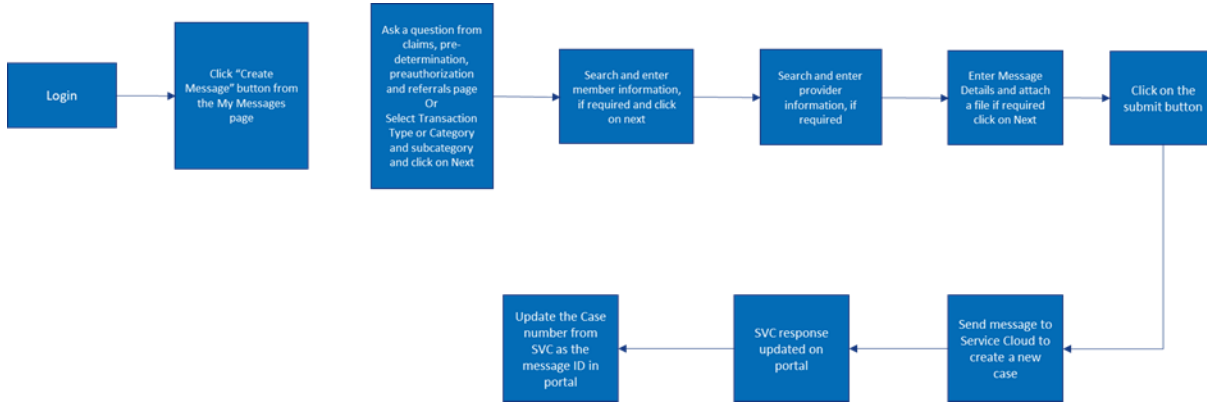 Login
Click “Create
Message” button from
the My Messages
page
Ask a question from
claims, pre-
determination,
preauthorization
and referrals page
Or
Select Transaction
Type or Category
and subcategory
and click on Next
Search and enter
member information,
if required and click
on next
Search and enter
provider
information, if
required
Enter Message
Details and attach
a file if required
click on Next
Click on the
submit button
Send message to
Service Cloud to
create a new
case
SVC response
updated on
portal
Update the Case
number from
SVC as the
message ID in
portal